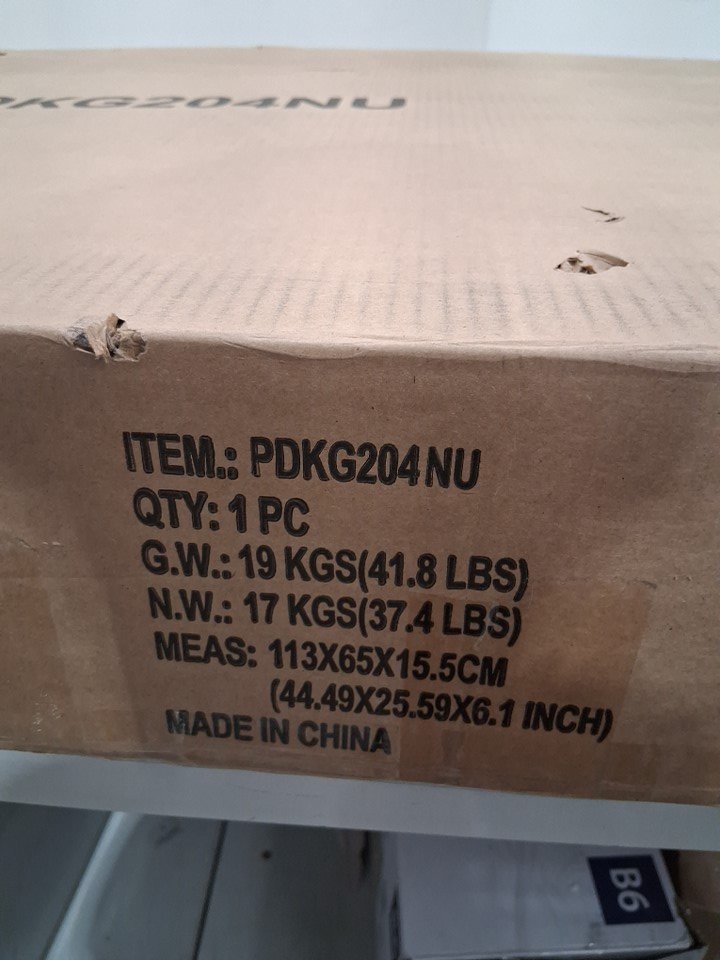 PDKG204NU
ITEM.: PDKG204NU
QTY: 1 PC
G.W.: 19 KGS(41.8 LBS)
N.W.: 17 KGS(37.4 LBS)
MEAS: 113X65X15.5CM
(44.49X25.59X6.1 INCH)
MADE IN CHINA
B6